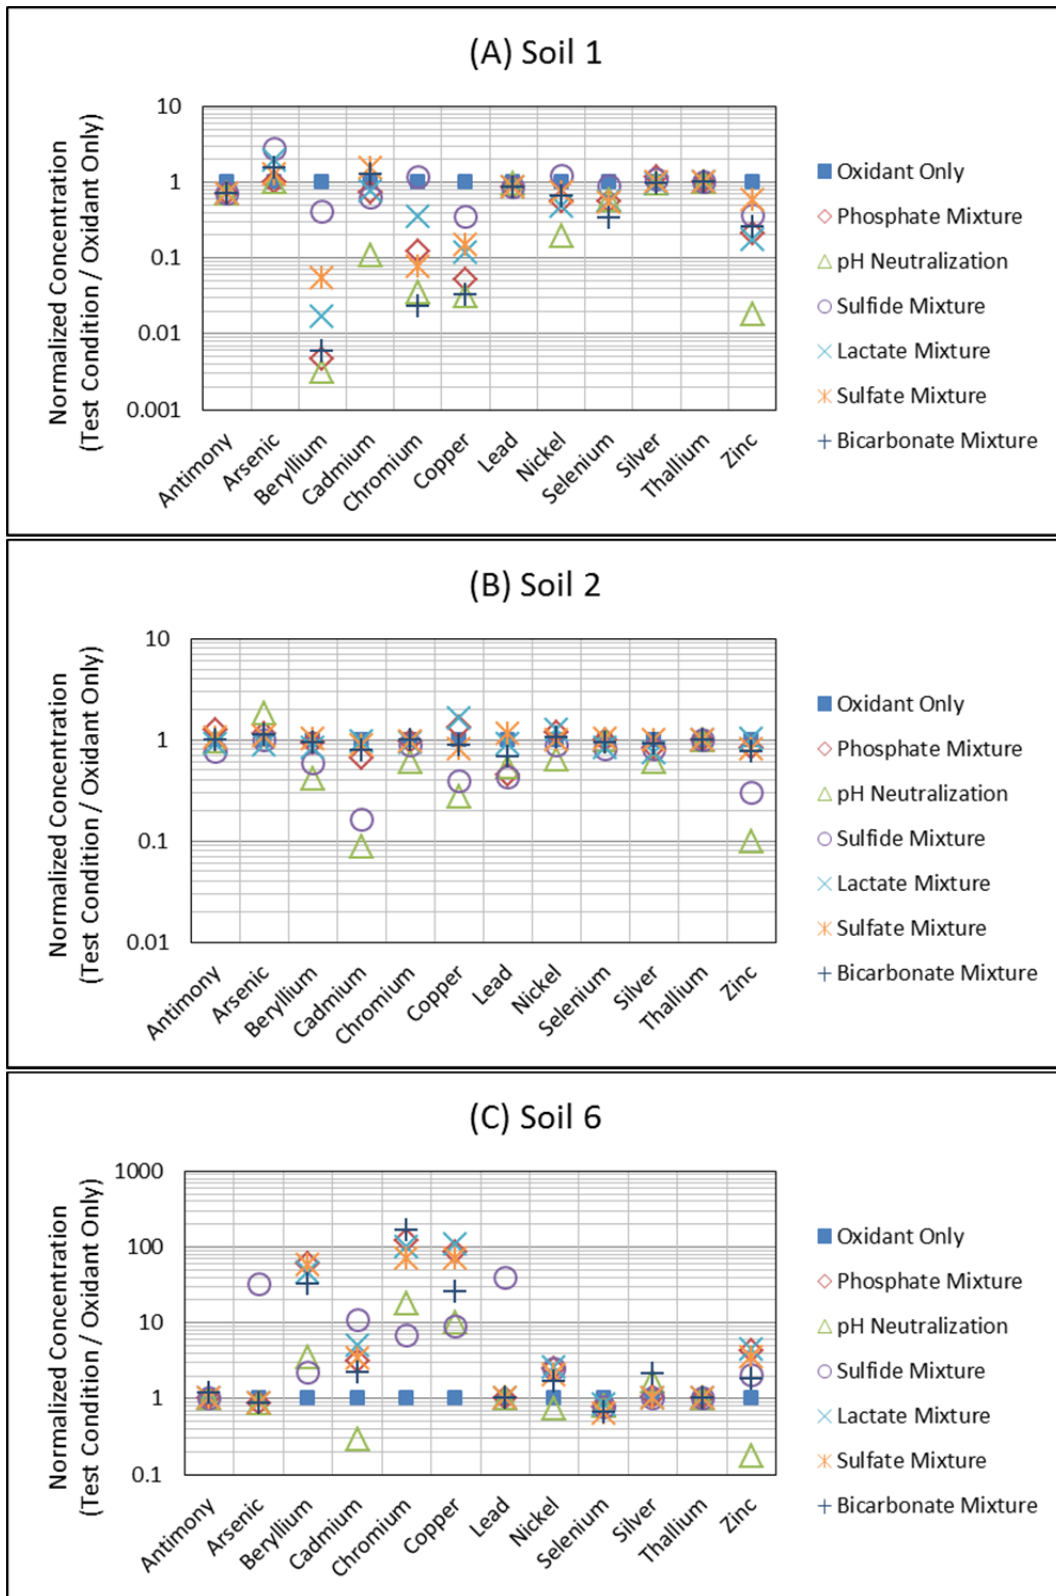 (A) Soil 1
Normalized Concentration
(Test Condition / Oxidant Only)
10
1
0.1
0.01
0.001
Antimony
Arsenic
Beryllium
Cadmium
Chromium
Copper
Lead
Nickel
Selenium
Silver
Thallium
Zinc
Oxidant Only
Phosphate Mixture
pH Neutralization
Sulfide Mixture
Lactate Mixture
Sulfate Mixture
Bicarbonate Mixture
(B) Soil 2
Normalized Concentration
(Test Condition / Oxidant Only)
10
1
0.1
0.01
Antimony
Arsenic
Beryllium
Cadmium
Chromium
Copper
Lead
Nickel
Selenium
Silver
Thallium
Zinc
Oxidant Only
Phosphate Mixture
pH Neutralization
Sulfide Mixture
Lactate Mixture
Sulfate Mixture
Bicarbonate Mixture
(C) Soil 6
Normalized Concentration
(Test Condition / Oxidant Only)
1000
100
10
1
0.1
Antimony
Arsenic
Beryllium
Cadmium
Chromium
Copper
Lead
Nickel
Selenium
Silver
Thallium
Zinc
Oxidant Only
Phosphate Mixture
pH Neutralization
Sulfide Mixture
Lactate Mixture
Sulfate Mixture
Bicarbonate Mixture